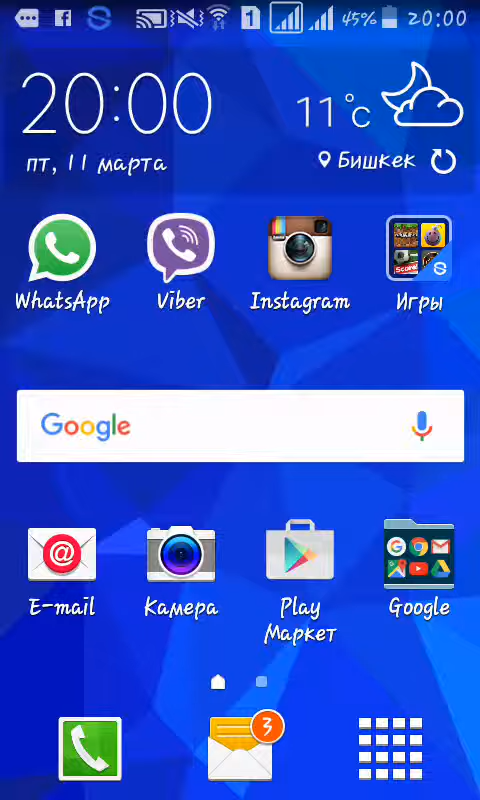 1 45% 20:00
20:00
11°c
пт, 11 марта
Бишкек
WhatsApp Viber Instagram Игры
Google
E-mail Камера Play Маркет Google
3